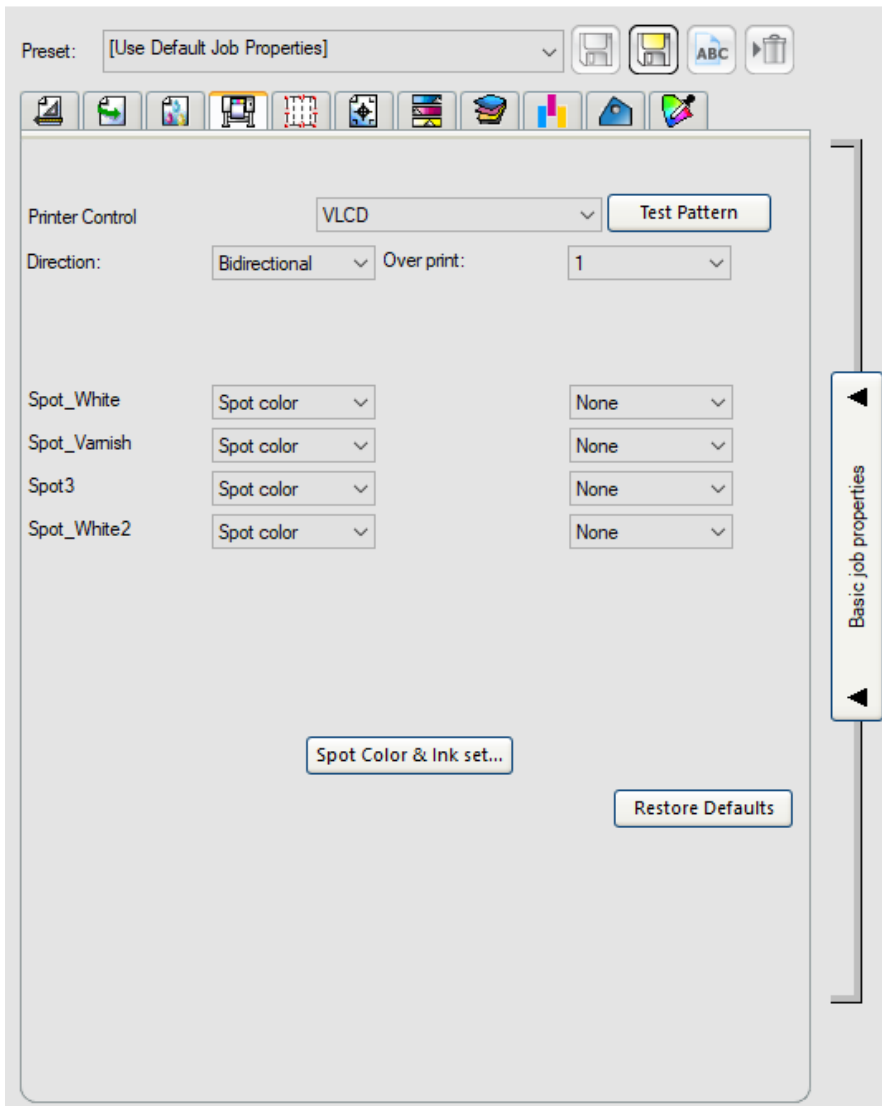 Preset: [Use Default Job Properties]
ABC
Printer Control VLCD Test Pattern
Direction: Bidirectional Over print: 1
Spot_White Spot color None
Spot_Varnish Spot color None
Spot3 Spot color None
Spot_White2 Spot color None
Basic job properties
Spot Color & Ink set...
Restore Defaults